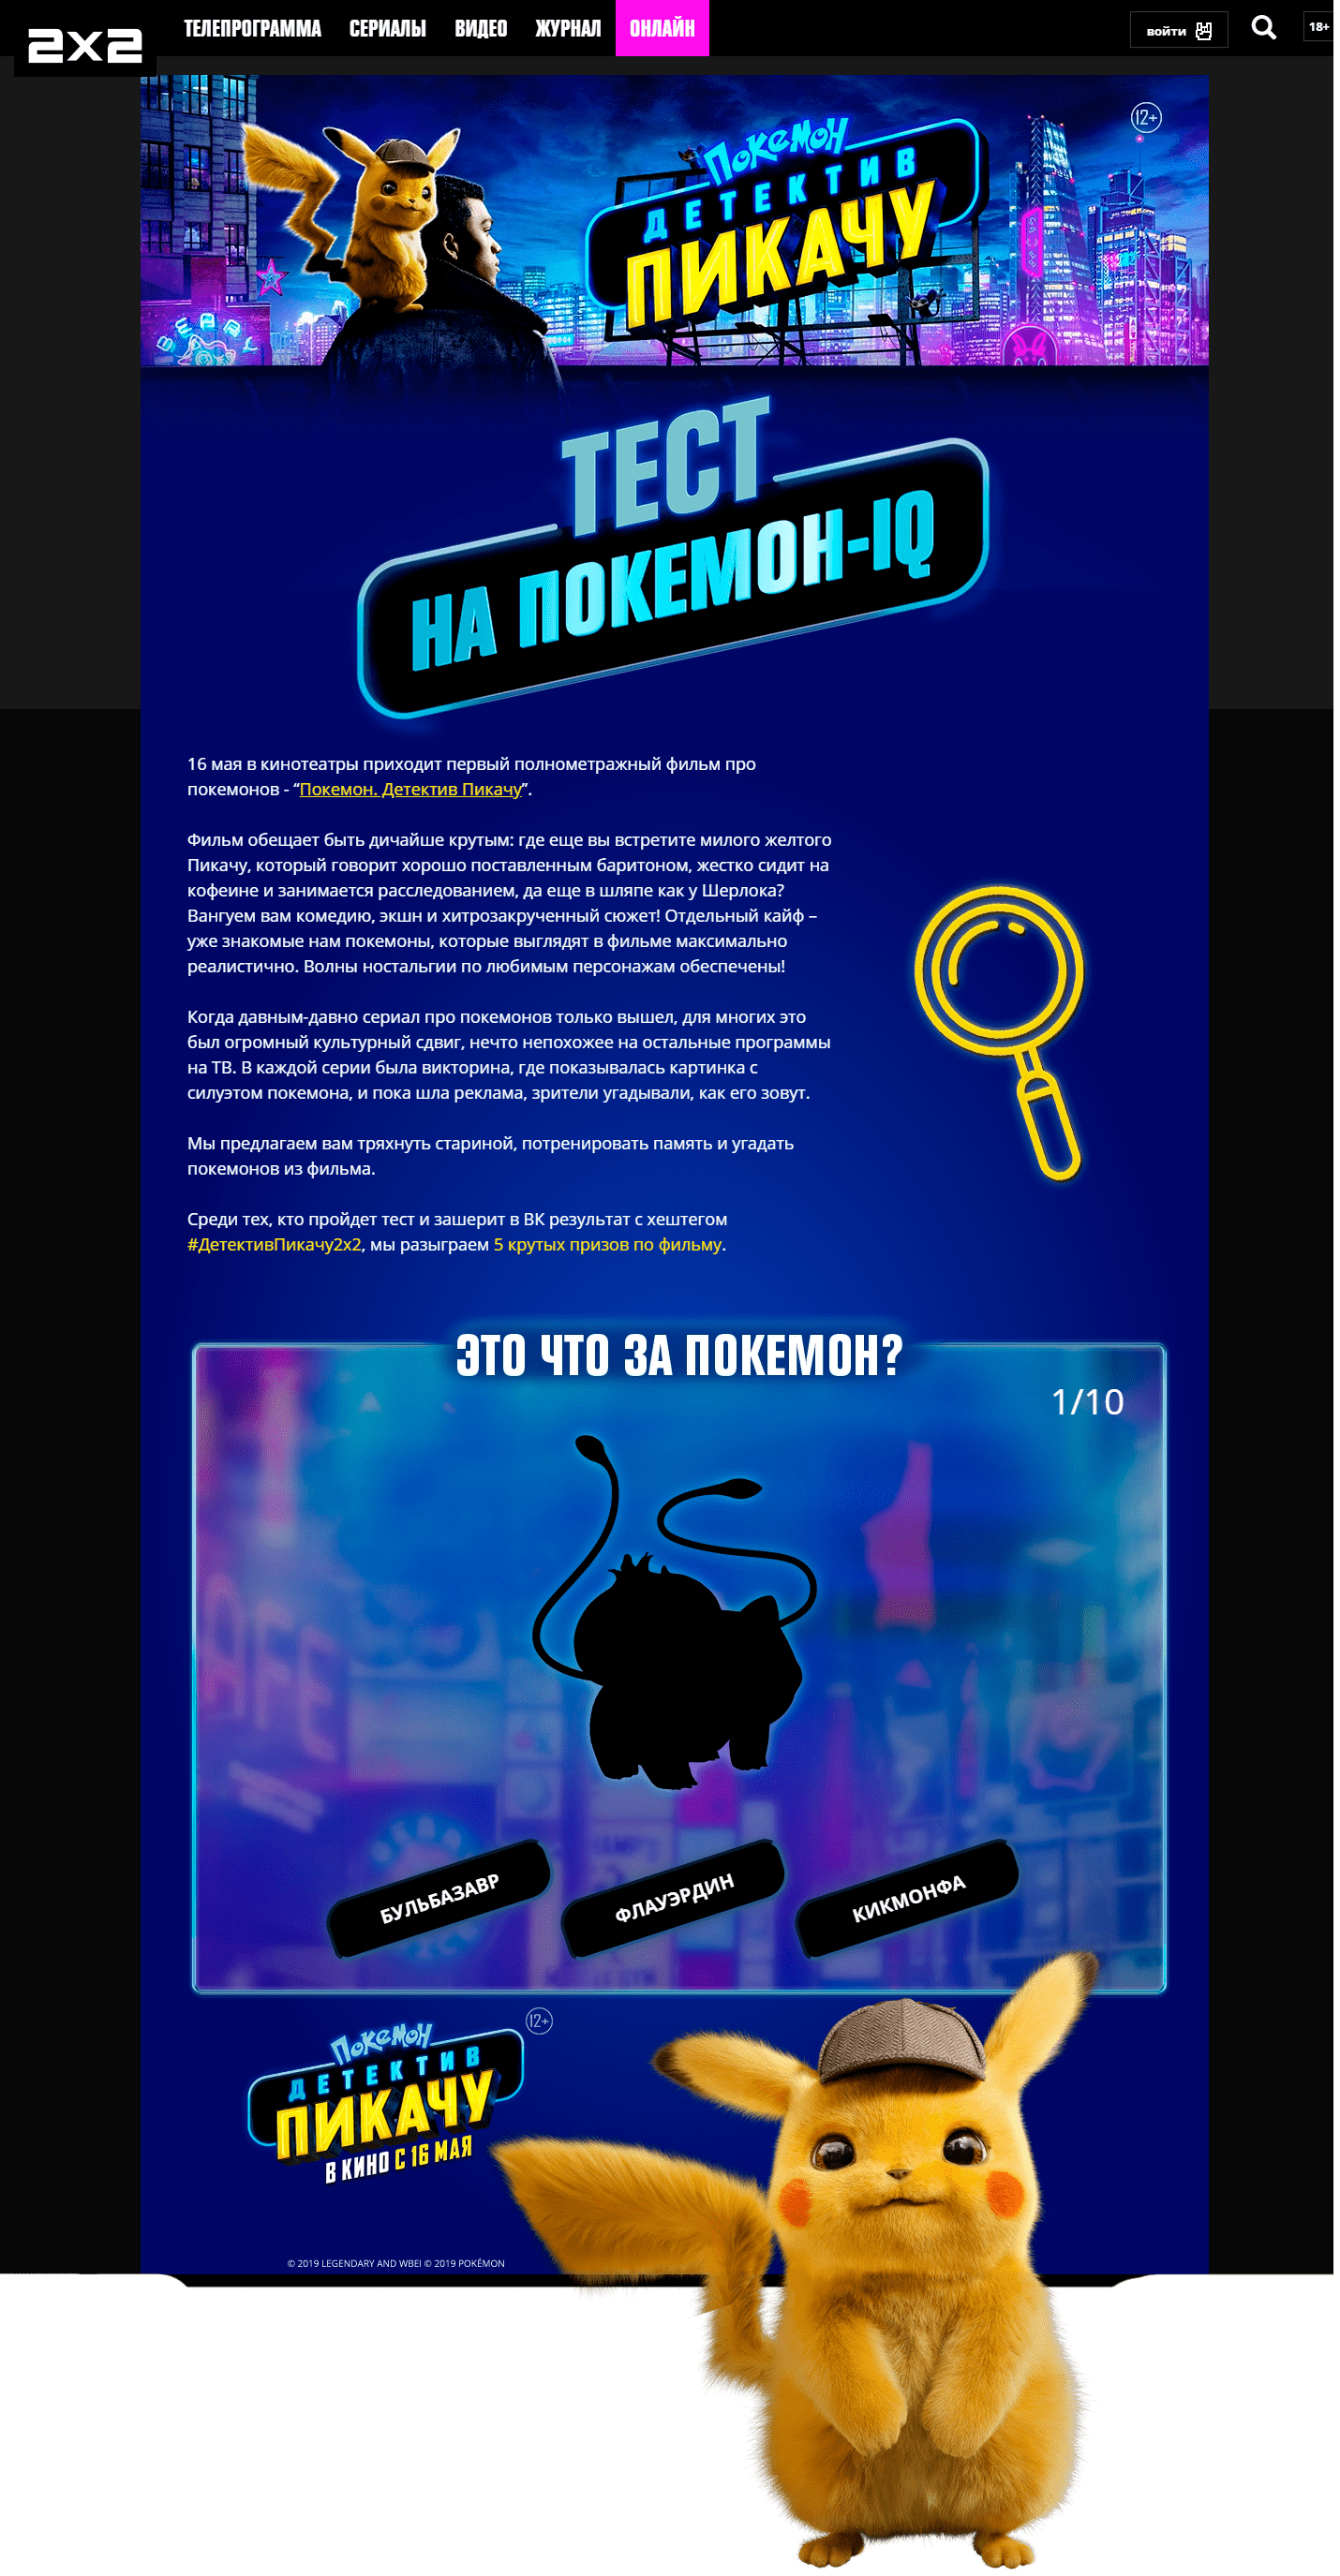 2x2
ТЕЛЕПРОГРАММА СЕРИАЛЫ ВИДЕО ЖУРНАЛ ОНЛАЙН
войти
18+
12+
ПОКЕМОН
ДЕТЕКТИВ
ПИКАЧУ
BEAR
ТЕСТ
НА ПОКЕМОН-IQ
16 мая в кинотеатры приходит первый полнометражный фильм про
покемонов - “Покемон. Детектив Пикачу”.
Фильм обещает быть дичайше крутым: где еще вы встретите милого желтого
Пикачу, который говорит хорошо поставленным баритоном, жестко сидит на
кофеине и занимается расследованием, да еще в шляпе как у Шерлока?
Вангуем вам комедию, экшн и хитрозакрученный сюжет! Отдельный кайф –
уже знакомые нам покемоны, которые выглядят в фильме максимально
реалистично. Волны ностальгии по любимым персонажам обеспечены!
Когда давным-давно сериал про покемонов только вышел, для многих это
был огромный культурный сдвиг, нечто непохожее на остальные программы
на ТВ. В каждой серии была викторина, где показывалась картинка с
силуэтом покемона, и пока шла реклама, зрители угадывали, как его зовут.
Мы предлагаем вам тряхнуть стариной, потренировать память и угадать
покемонов из фильма.
Среди тех, кто пройдет тест и зашерит в ВК результат с хештегом
#ДетективПикачу2х2, мы разыграем 5 крутых призов по фильму.
ЭТО ЧТО ЗА ПОКЕМОН?
1/10
БУЛЬБАЗАВР
ФЛАУЭРДИН
КИКМОНФА
12+
ПОКЕМОН
ДЕТЕКТИВ
ПИКАЧУ
В КИНО С 16 МАЯ
© 2019 LEGENDARY AND WBEI © 2019 POKÉMON